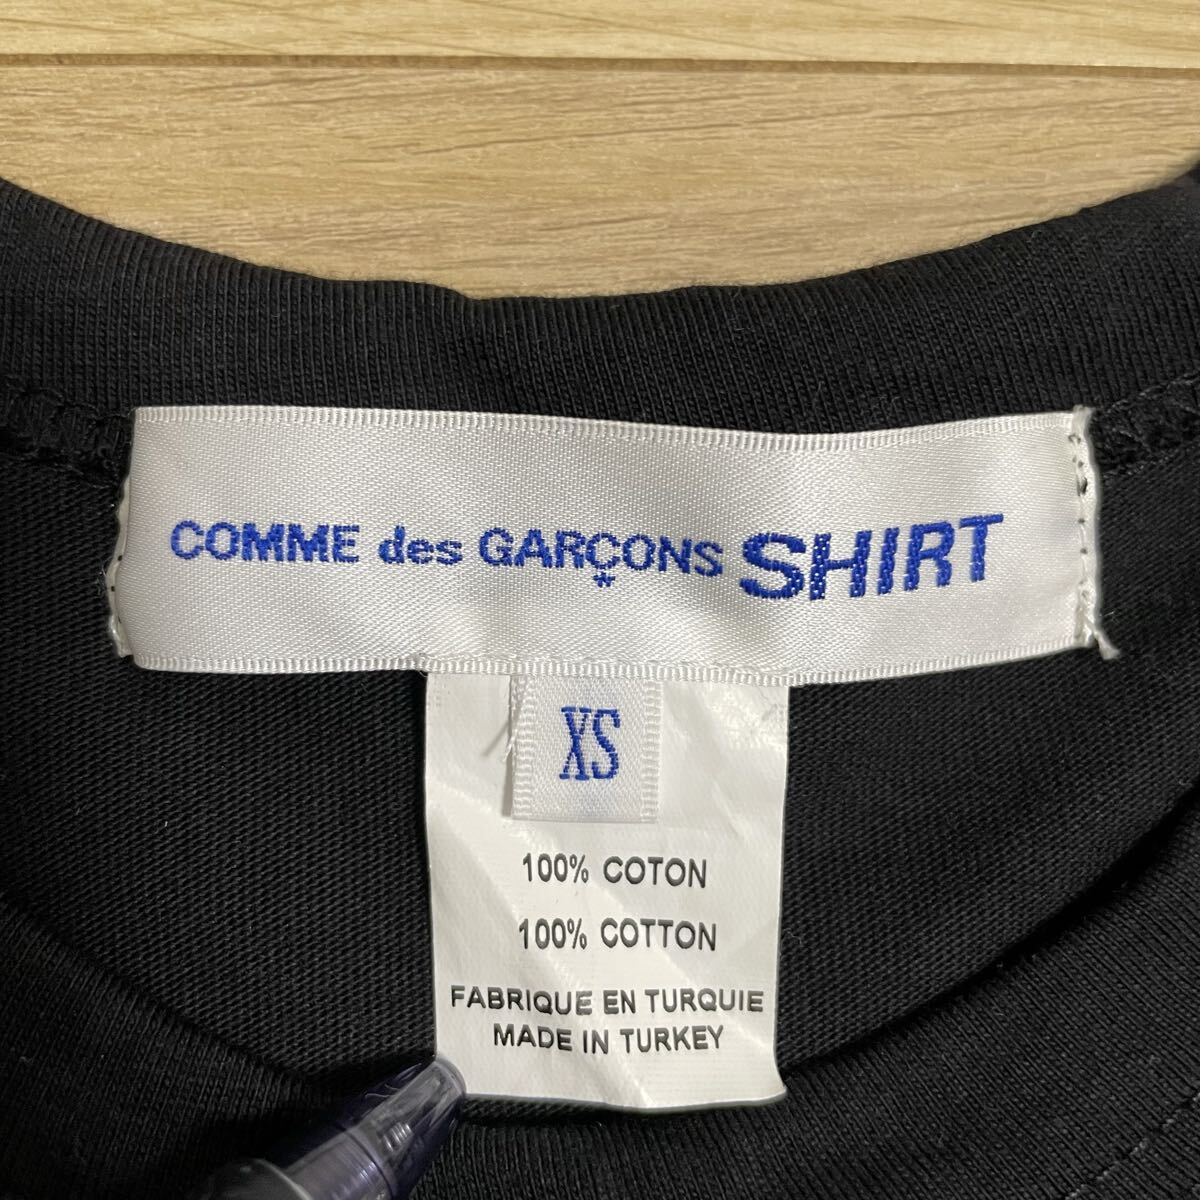 COMME des GARÇONS SHIRT
XS
100% COTON
100% COTTON
FABRIQUE EN TURQUIE
MADE IN TURKEY